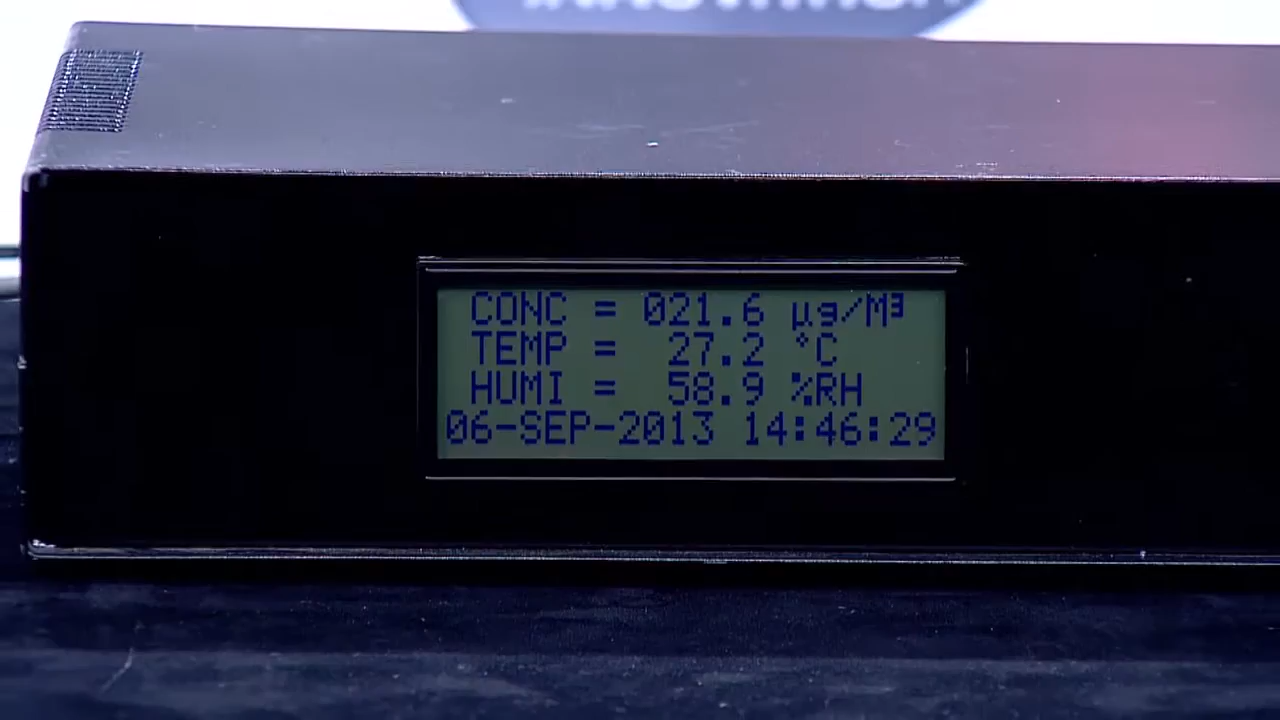 CONC = 021.6 µg/M³
TEMP = 27.2 °C
HUMI = 58.9 %RH
06-SEP-2013 14:46:29